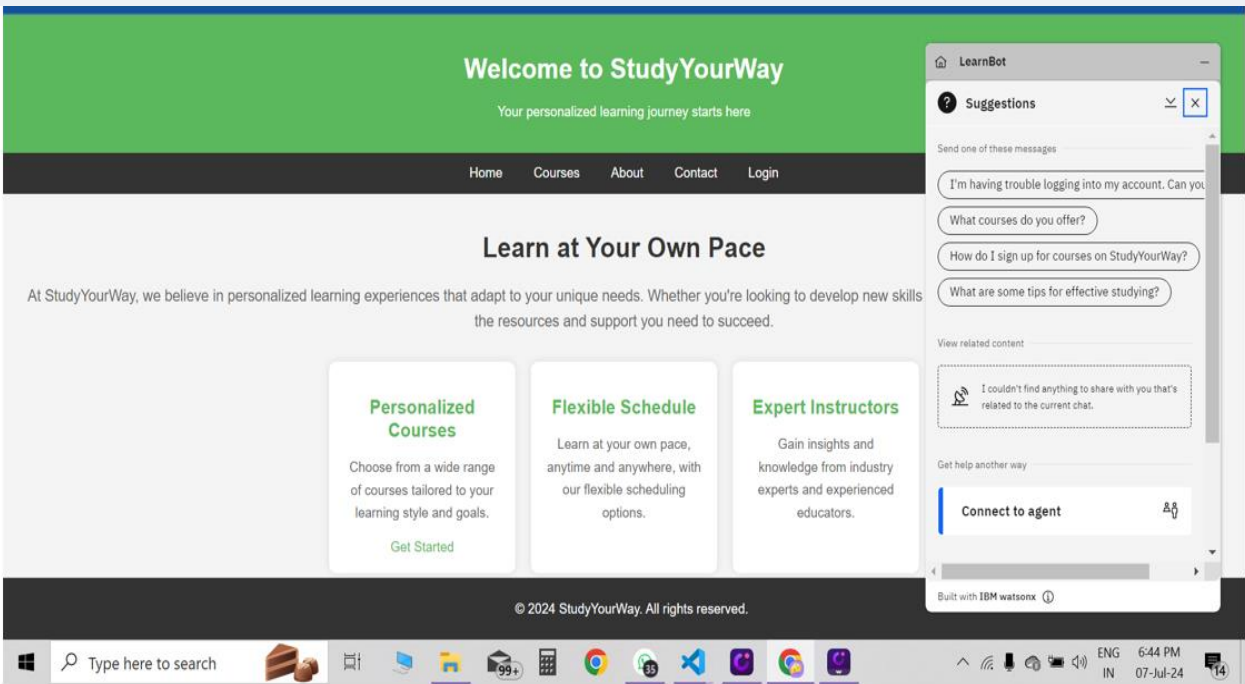 Welcome to StudyYourWay
Your personalized learning journey starts here
Home Courses About Contact Login
Learn at Your Own Pace
At StudyYourWay, we believe in personalized learning experiences that adapt to your unique needs. Whether you're looking to develop new skills
the resources and support you need to succeed.
Personalized
Courses
Choose from a wide range
of courses tailored to your
learning style and goals.
Get Started
Flexible Schedule
Learn at your own pace,
anytime and anywhere, with
our flexible scheduling
options.
Expert Instructors
Gain insights and
knowledge from industry
experts and experienced
educators.
© 2024 StudyYourWay. All rights reserved.
LearnBot
Suggestions
Send one of these messages
I'm having trouble logging into my account. Can you
What courses do you offer?
How do I sign up for courses on StudyYourWay?
What are some tips for effective studying?
View related content
I couldn't find anything to share with you that's
related to the current chat.
Get help another way
Connect to agent
Built with IBM watsonx
Type here to search
99+
35
ENG
IN
6:44 PM
07-Jul-24
14